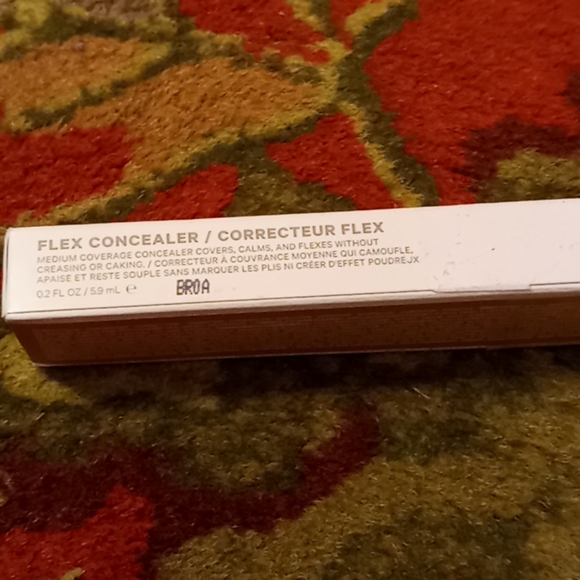 FLEX CONCEALER / CORRECTEUR FLEX
MEDIUM COVERAGE CONCEALER COVERS, CALMS, AND FLEXES WITHOUT
CREASING OR CAKING. / CORRECTEUR À COUVRANCE MOYENNE QUI CAMOUFLE,
APAISE ET RESTE SOUPLE SANS MARQUER LES PLIS NI CRÉER D'EFFET POUDREUX
0.2 FL OZ / 5.9 mL ℮ BR0A